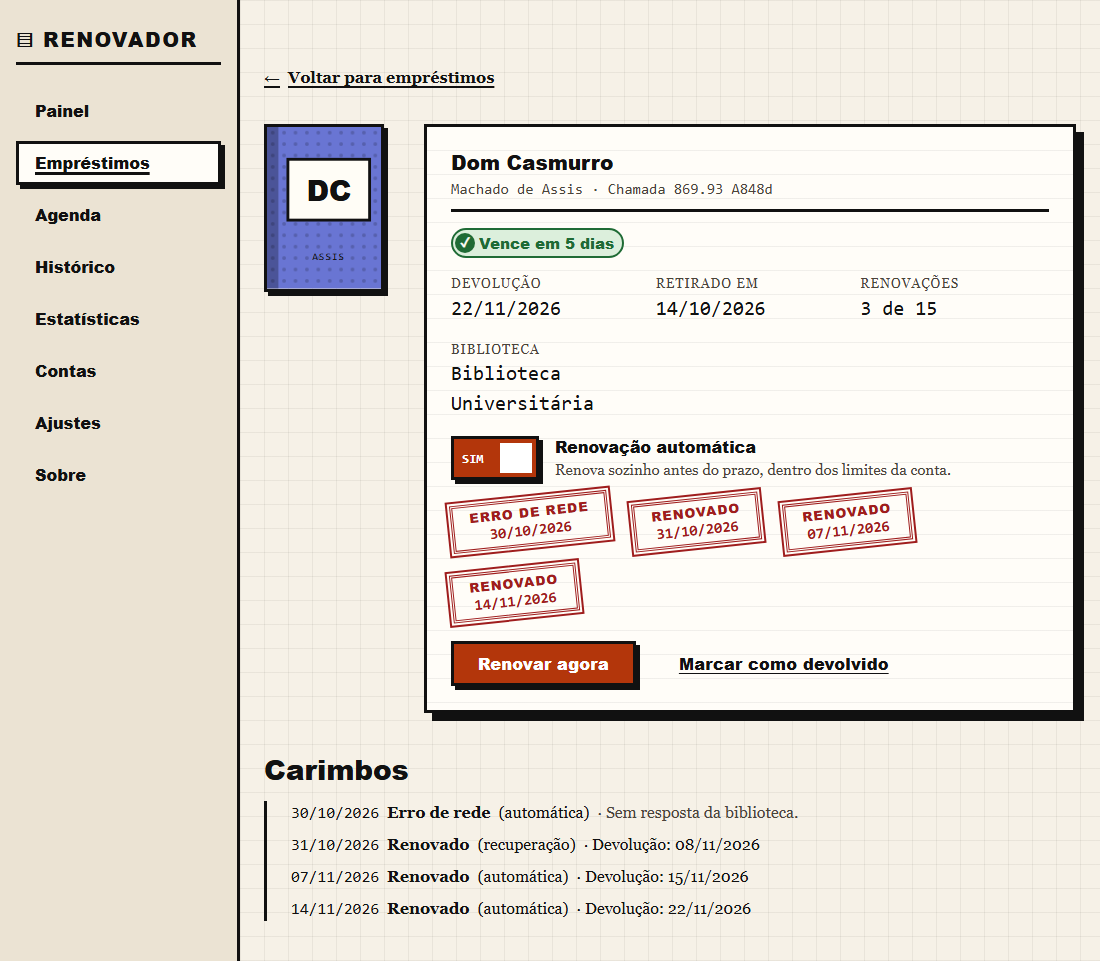 RENOVADOR
Painel
Empréstimos
Agenda
Histórico
Estatísticas
Contas
Ajustes
Sobre
← Voltar para empréstimos
DC
ASSIS
Dom Casmurro
Machado de Assis · Chamada 869.93 A848d
✓ Vence em 5 dias
DEVOLUÇÃO RETIRADO EM RENOVAÇÕES
22/11/2026 14/10/2026 3 de 15
BIBLIOTECA
Biblioteca
Universitária
SIM
Renovação automática
Renova sozinho antes do prazo, dentro dos limites da conta.
ERRO DE REDE
30/10/2026
RENOVADO
31/10/2026
RENOVADO
07/11/2026
RENOVADO
14/11/2026
Renovar agora Marcar como devolvido
Carimbos
30/10/2026 Erro de rede (automática) · Sem resposta da biblioteca.
31/10/2026 Renovado (recuperação) · Devolução: 08/11/2026
07/11/2026 Renovado (automática) · Devolução: 15/11/2026
14/11/2026 Renovado (automática) · Devolução: 22/11/2026